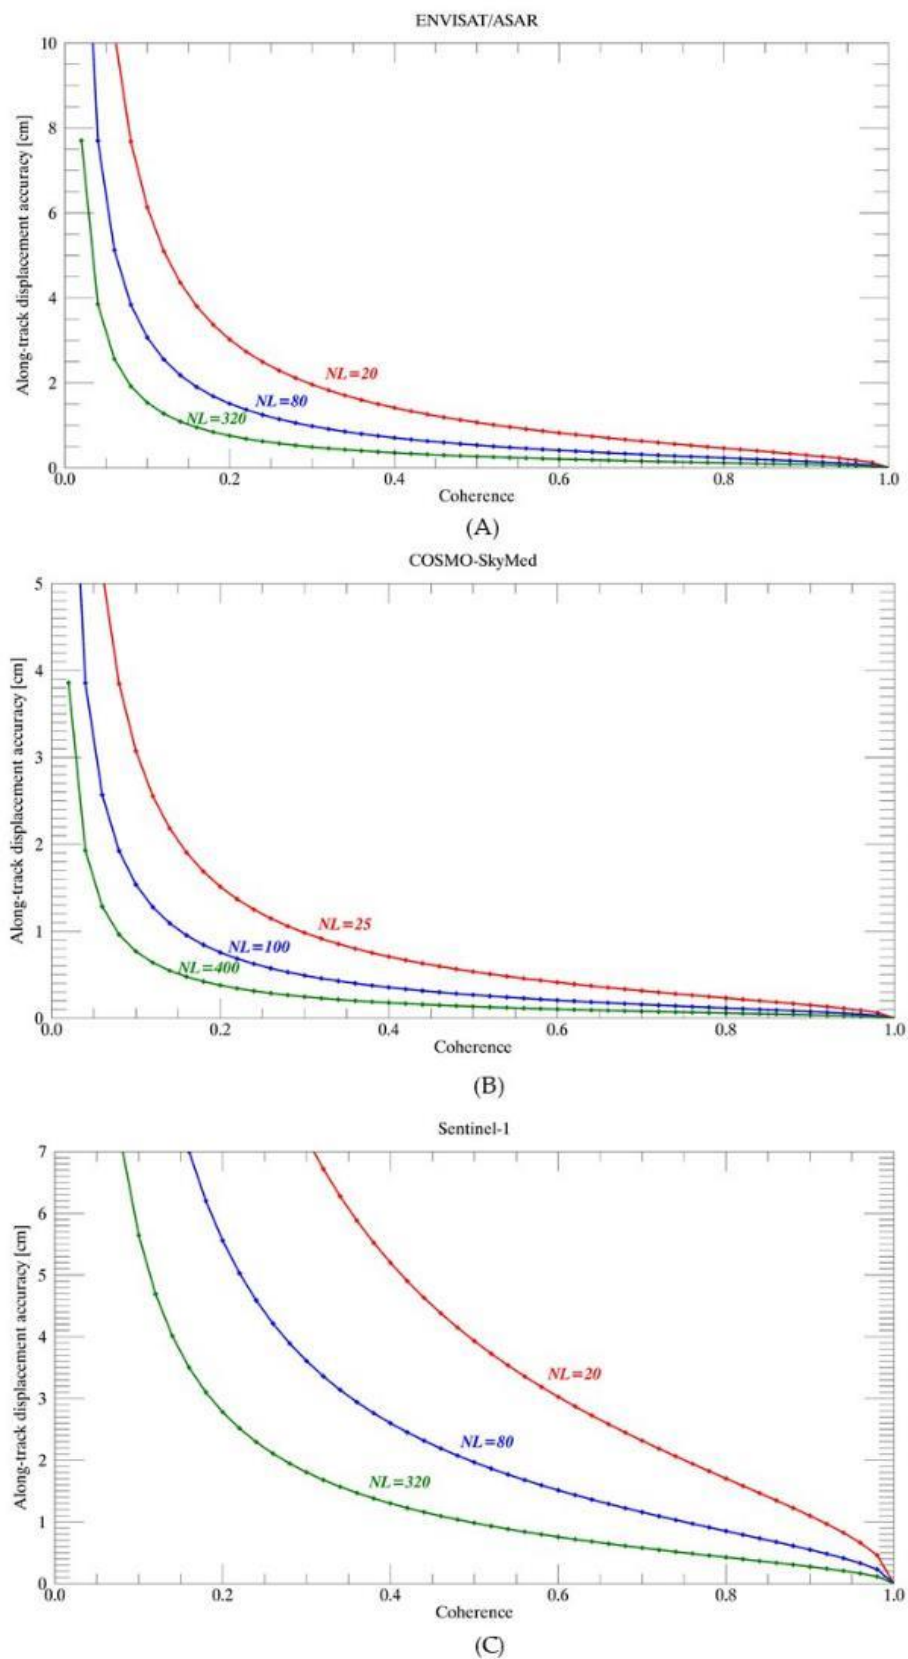 ENVISAT/ASAR
10
8
6
4
2
0
Along-track displacement accuracy [cm]
NL=20
NL=80
NL=320
0.0 0.2 0.4 0.6 0.8 1.0
Coherence
(A)
COSMO-SkyMed
5
4
3
2
1
0
Along-track displacement accuracy [cm]
NL=25
NL=100
NL=400
0.0 0.2 0.4 0.6 0.8 1.0
Coherence
(B)
Sentinel-1
7
6
5
4
3
2
1
0
Along-track displacement accuracy [cm]
NL=20
NL=80
NL=320
0.0 0.2 0.4 0.6 0.8 1.0
Coherence
(C)